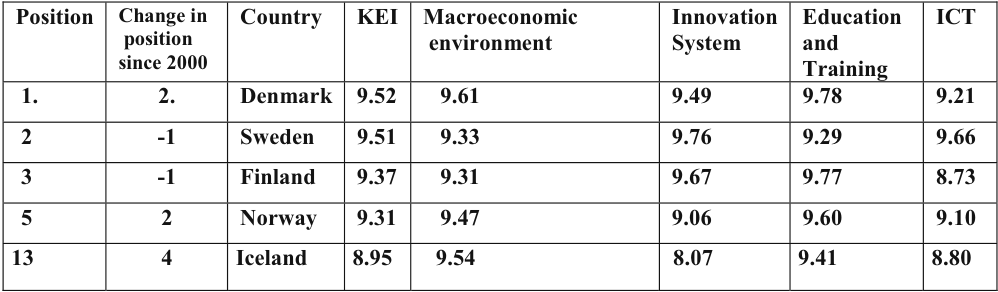 Position Change in position since 2000 Country KEI Macroeconomic environment Innovation System Education and Training ICT
1. 2. Denmark 9.52 9.61 9.49 9.78 9.21
2 -1 Sweden 9.51 9.33 9.76 9.29 9.66
3 -1 Finland 9.37 9.31 9.67 9.77 8.73
5 2 Norway 9.31 9.47 9.06 9.60 9.10
13 4 Iceland 8.95 9.54 8.07 9.41 8.80